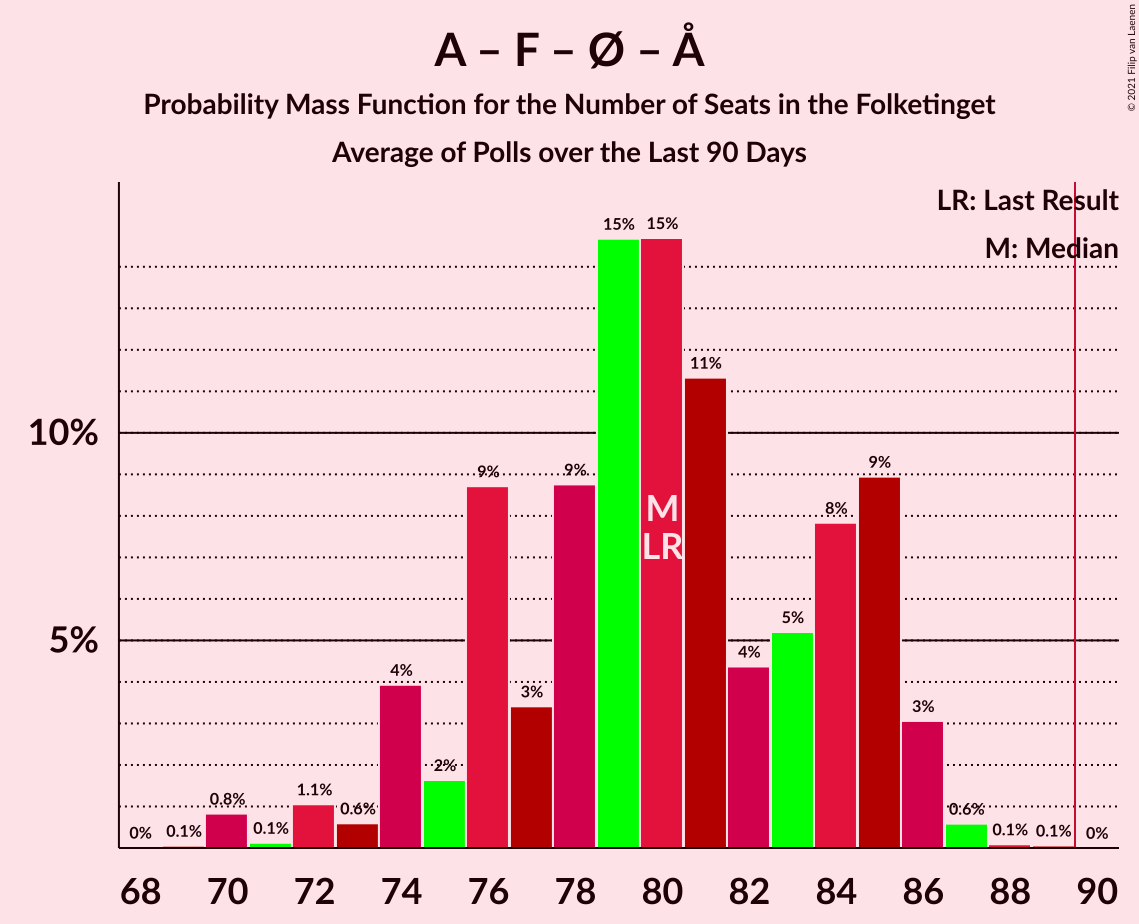 A – F – Ø – Å
Probability Mass Function for the Number of Seats in the Folketinget
Average of Polls over the Last 90 Days
© 2021 Filip van Laenen
LR: Last Result
M: Median
15% 15%
11%
10%
9% 9% 9%
8%
M
LR
5%
5%
4% 4%
3% 3%
2%
0% 0.1% 0.8% 0.1% 1.1% 0.6% 0.6% 0.1% 0.1% 0%
68 70 72 74 76 78 80 82 84 86 88 90